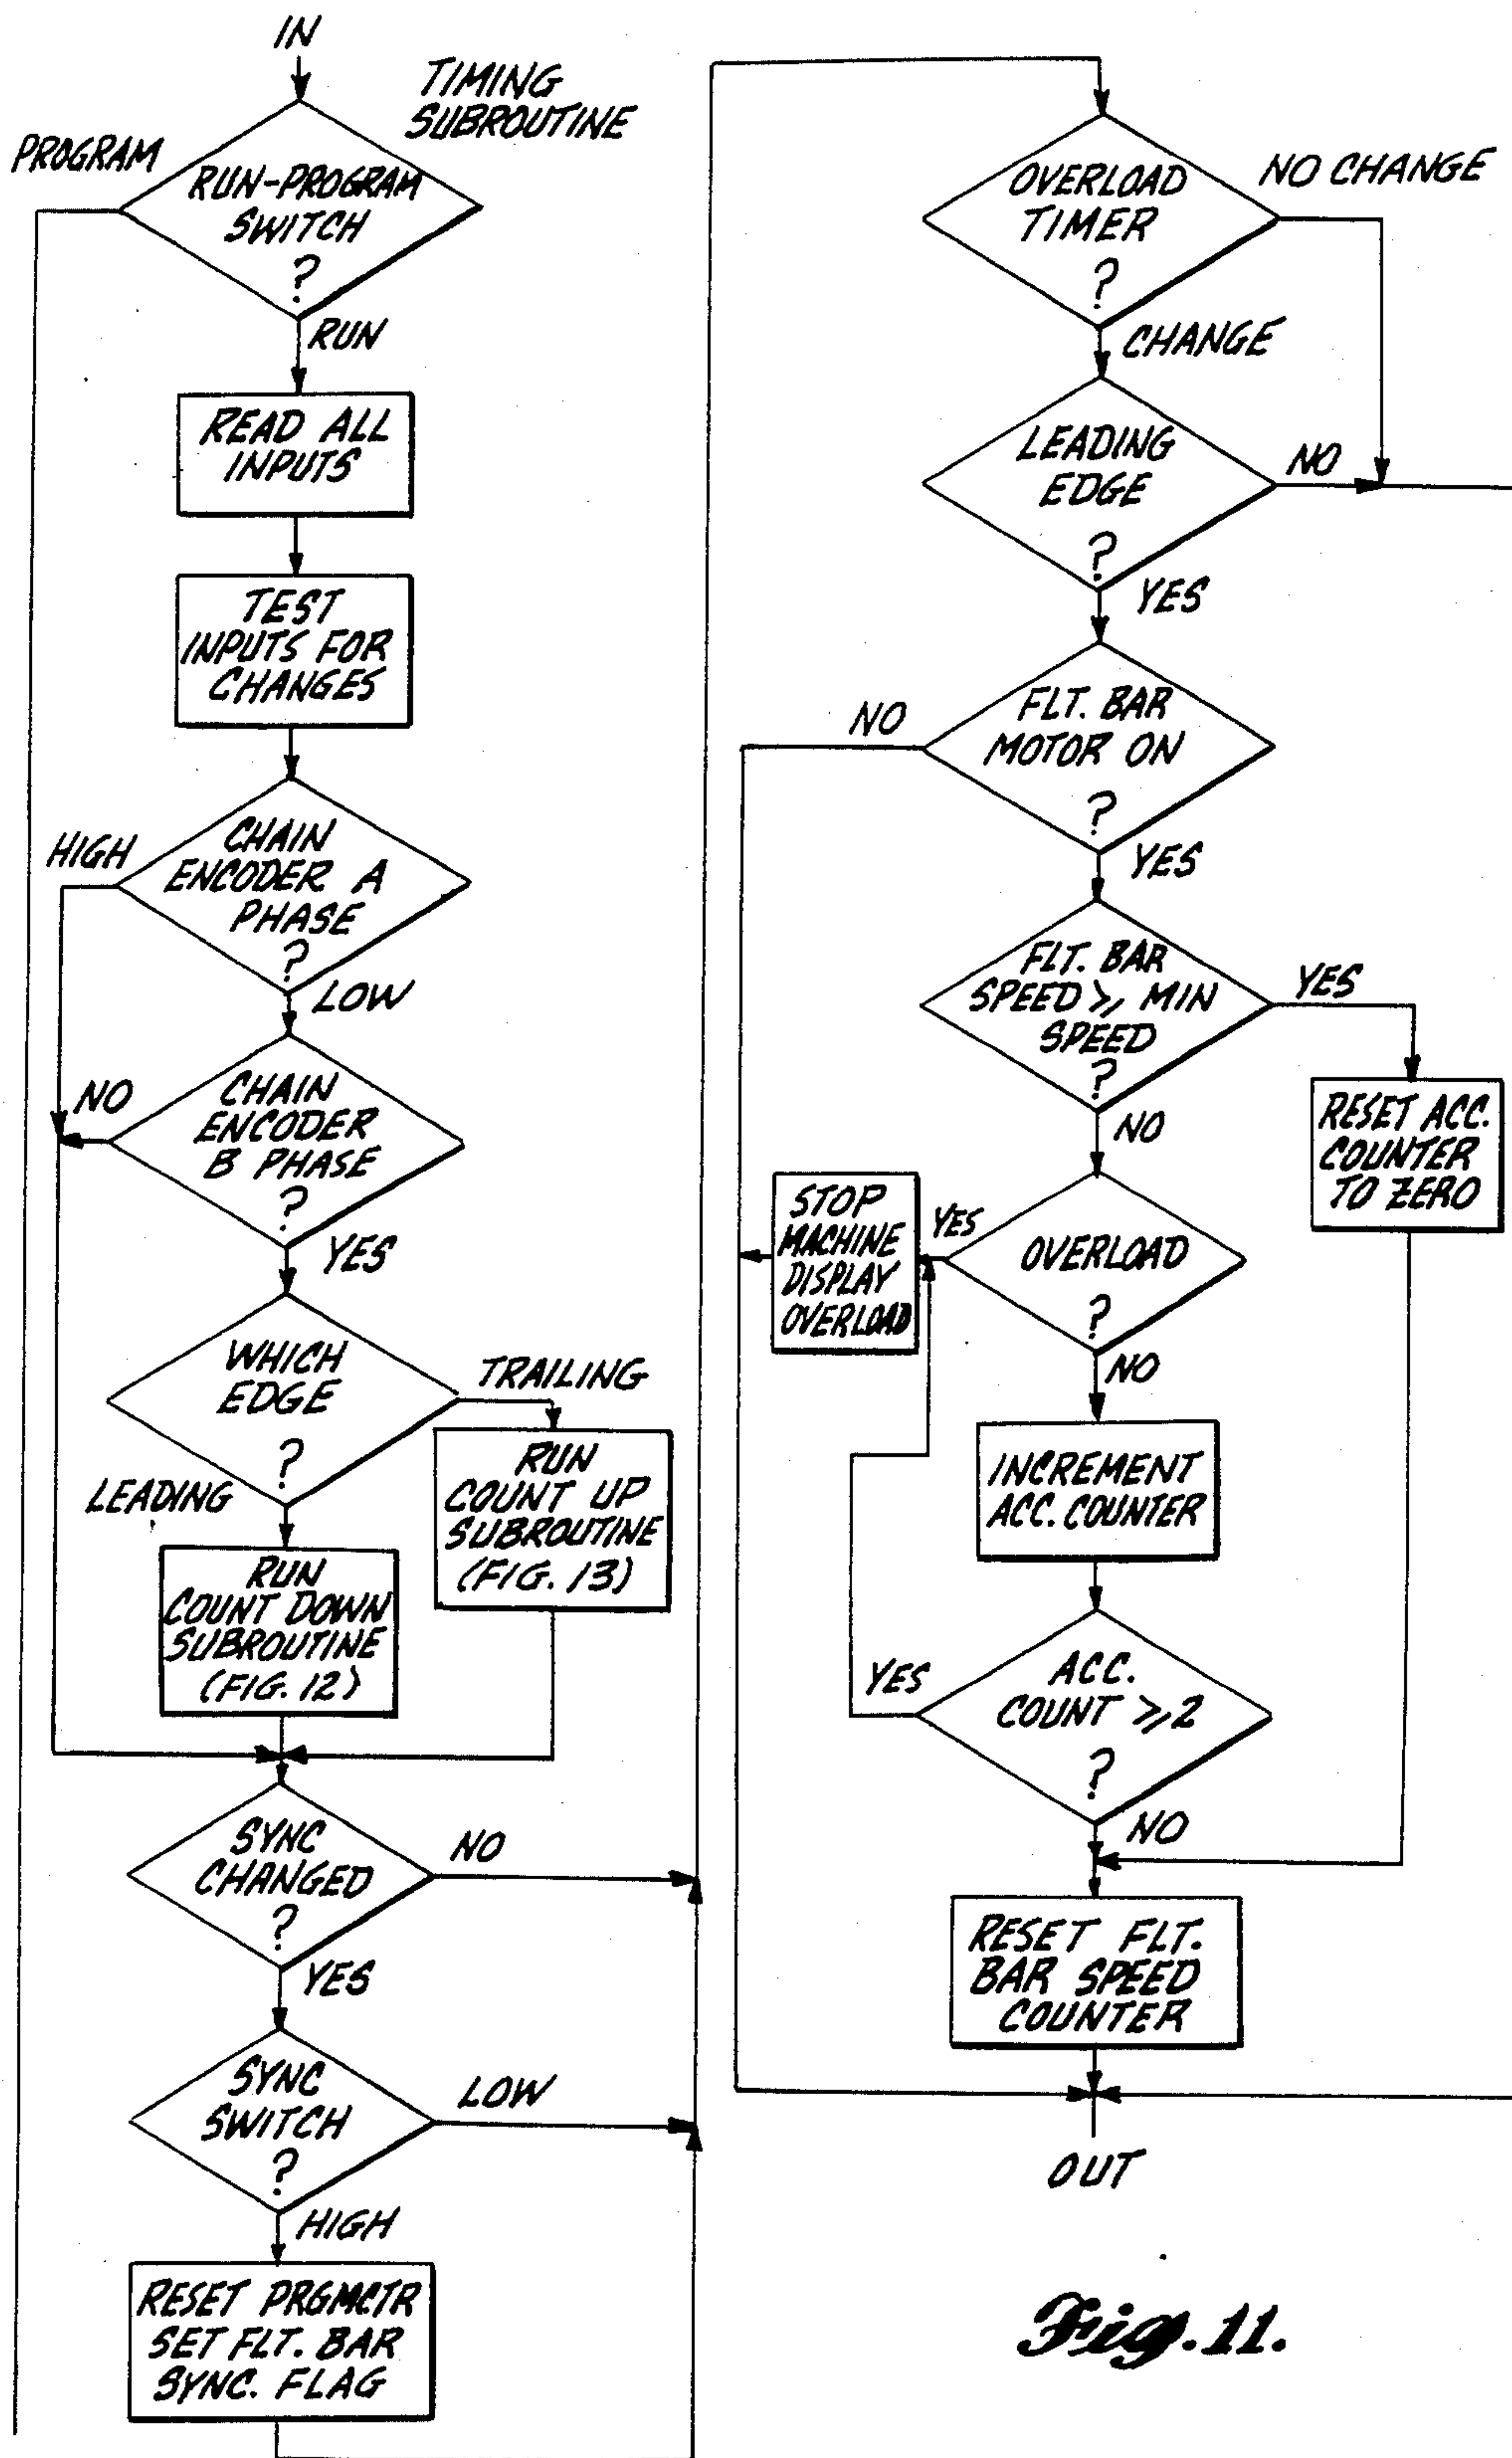 IN
TIMING
SUBROUTINE
PROGRAM
RUN-PROGRAM
SWITCH
?
RUN
READ ALL
INPUTS
TEST
INPUTS FOR
CHANGES
HIGH
CHAIN
ENCODER A
PHASE
?
LOW
NO
CHAIN
ENCODER
B PHASE
?
YES
WHICH
EDGE
?
TRAILING
LEADING
RUN
COUNT UP
SUBROUTINE
(FIG. 13)
RUN
COUNT DOWN
SUBROUTINE
(FIG. 12)
SYNC
CHANGED
?
NO
YES
SYNC
SWITCH
?
LOW
HIGH
RESET PRGMCTR
SET FLT. BAR
SYNC. FLAG
OVERLOAD
TIMER
?
NO CHANGE
CHANGE
LEADING
EDGE
?
NO
YES
NO
FLT. BAR
MOTOR ON
?
YES
FLT. BAR
SPEED ≥ MIN
SPEED
?
YES
NO
RESET ACC.
COUNTER
TO ZERO
STOP
MACHINE
DISPLAY
OVERLOAD
YES
OVERLOAD
?
NO
INCREMENT
ACC. COUNTER
YES
ACC.
COUNT ≥ 2
?
NO
RESET FLT.
BAR SPEED
COUNTER
OUT
Fig. 11.